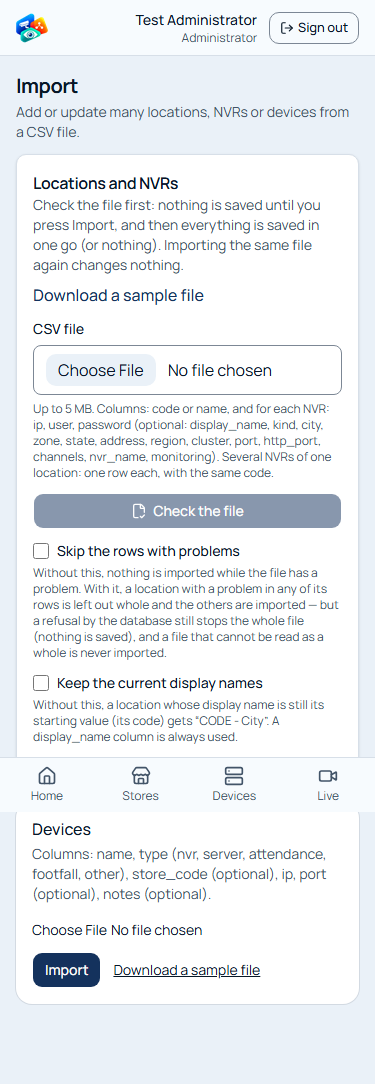 Test Administrator
Administrator
Sign out
Import
Add or update many locations, NVRs or devices from
a CSV file.
Locations and NVRs
Check the file first: nothing is saved until you
press Import, and then everything is saved in
one go (or nothing). Importing the same file
again changes nothing.
Download a sample file
CSV file
Choose File No file chosen
Up to 5 MB. Columns: code or name, and for each NVR:
ip, user, password (optional: display_name, kind, city,
zone, state, address, region, cluster, port, http_port,
channels, nvr_name, monitoring). Several NVRs of one
location: one row each, with the same code.
Check the file
Skip the rows with problems
Without this, nothing is imported while the file has a
problem. With it, a location with a problem in any of its
rows is left out whole and the others are imported — but
a refusal by the database still stops the whole file
(nothing is saved), and a file that cannot be read as a
whole is never imported.
Keep the current display names
Without this, a location whose display name is still its
starting value (its code) gets "CODE - City". A
display_name column is always used.
Home Stores Devices Live
Devices
Columns: name, type (nvr, server, attendance,
footfall, other), store_code (optional), ip, port
(optional), notes (optional).
Choose File No file chosen
Import Download a sample file